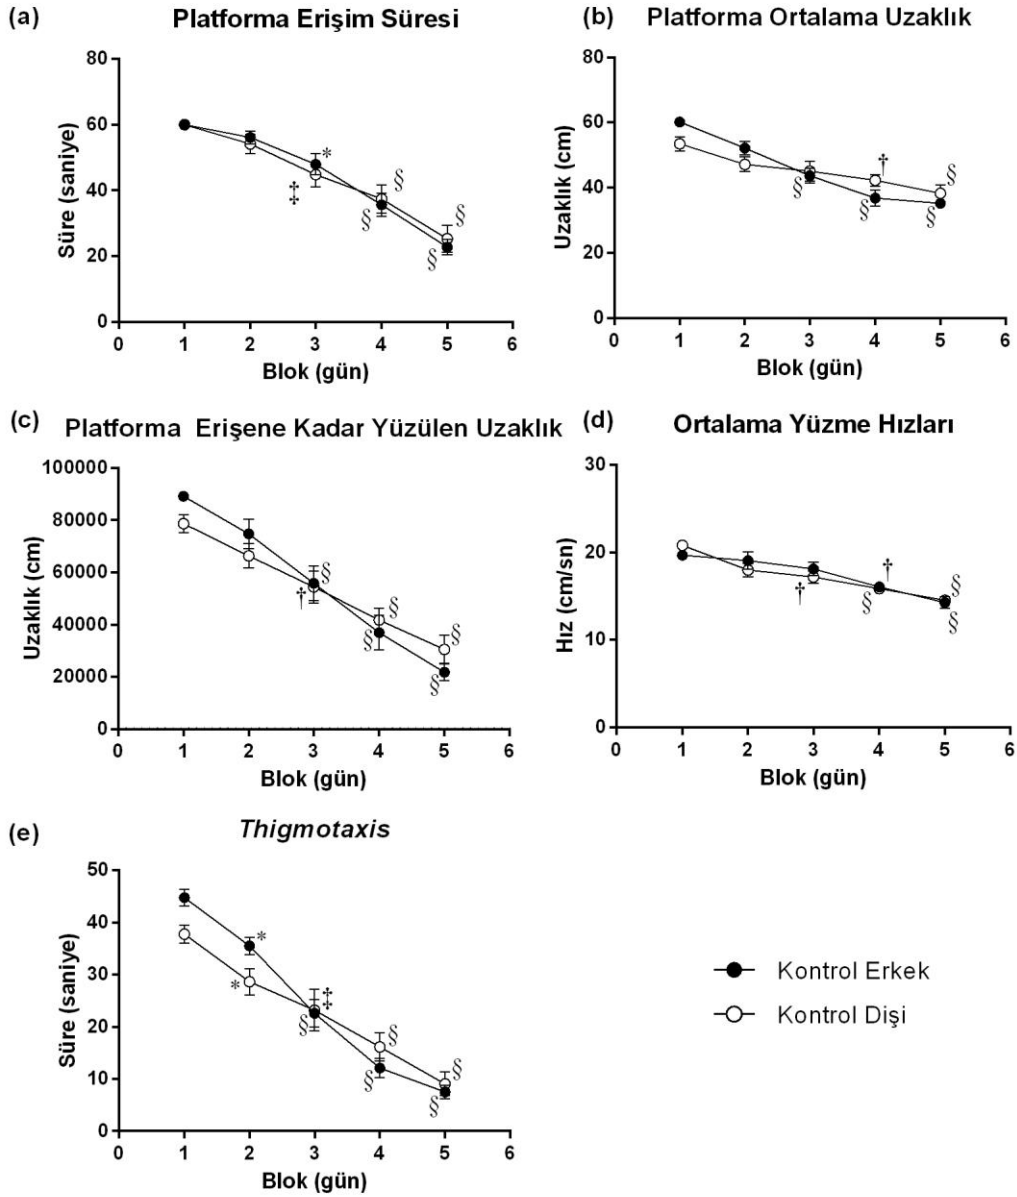 (a) Platforma Erişim Süresi
80
60
40
20
0
Süre (saniye)
*
‡
§
§
§
§
0 1 2 3 4 5 6
Blok (gün)
(b) Platforma Ortalama Uzaklık
80
60
40
20
0
Uzaklık (cm)
†
§
§
§
§
0 1 2 3 4 5 6
Blok (gün)
(c) Platforma Erişene Kadar Yüzülen Uzaklık
100000
80000
60000
40000
20000
0
Uzaklık (cm)
§
†
§
§
§
§
0 1 2 3 4 5 6
Blok (gün)
(d) Ortalama Yüzme Hızları
30
20
10
0
Hız (cm/sn)
†
†
§
§
§
0 1 2 3 4 5 6
Blok (gün)
(e) Thigmotaxis
50
40
30
20
10
0
Süre (saniye)
*
*
‡
§
§
§
§
§
0 1 2 3 4 5 6
Blok (gün)
Kontrol Erkek
Kontrol Dişi